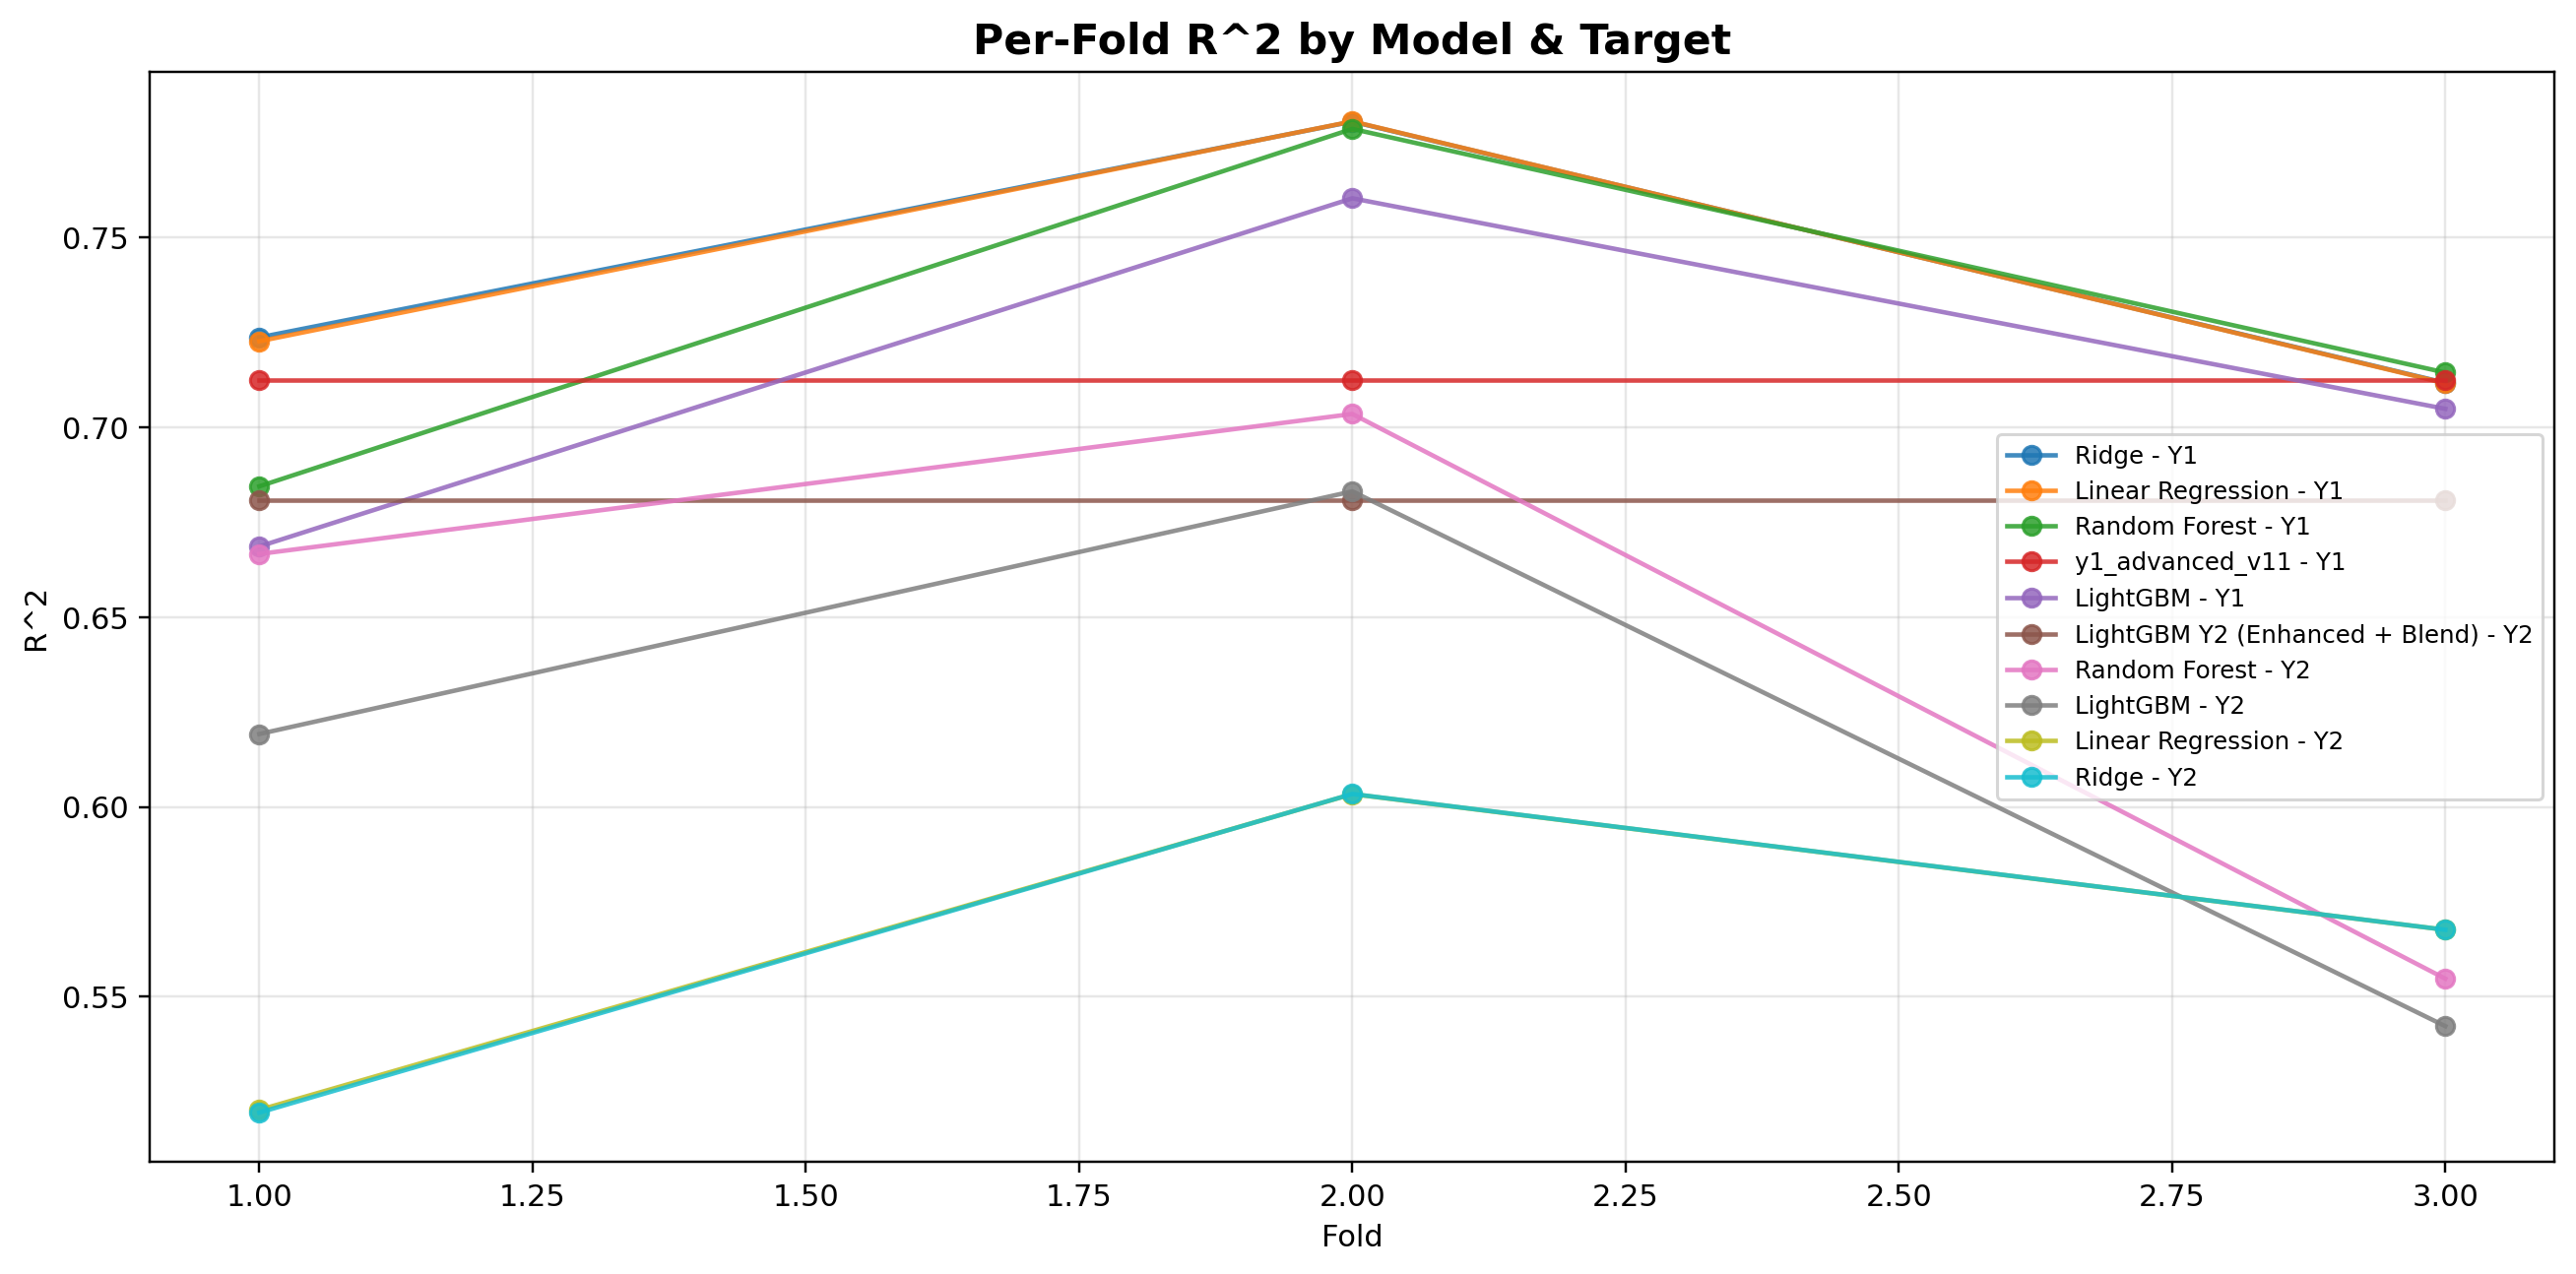 Per-Fold R^2 by Model & Target
R^2
0.75
0.70
0.65
0.60
0.55
Ridge - Y1
Linear Regression - Y1
Random Forest - Y1
y1_advanced_v11 - Y1
LightGBM - Y1
LightGBM Y2 (Enhanced + Blend) - Y2
Random Forest - Y2
LightGBM - Y2
Linear Regression - Y2
Ridge - Y2
1.00 1.25 1.50 1.75 2.00 2.25 2.50 2.75 3.00
Fold